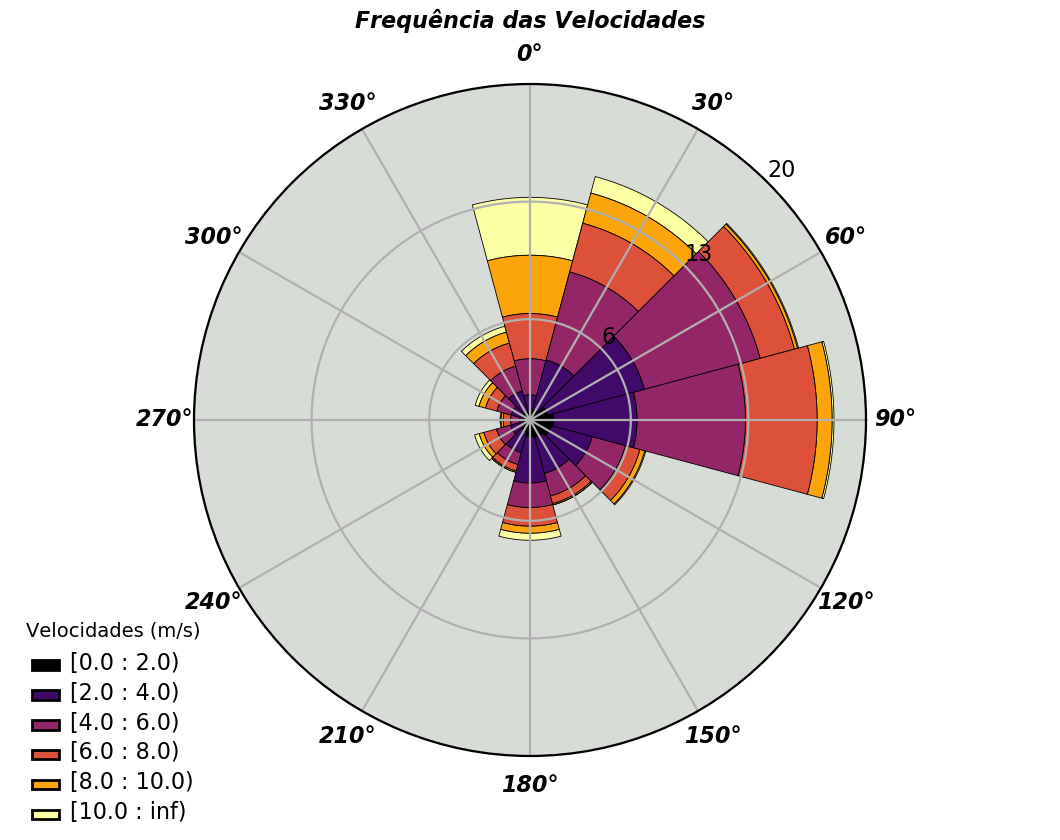 Frequência das Velocidades
0°
330°
30°
20
300°
60°
13
6
270°
90°
240°
120°
210°
150°
180°
Velocidades (m/s)
[0.0 : 2.0)
[2.0 : 4.0)
[4.0 : 6.0)
[6.0 : 8.0)
[8.0 : 10.0)
[10.0 : inf)